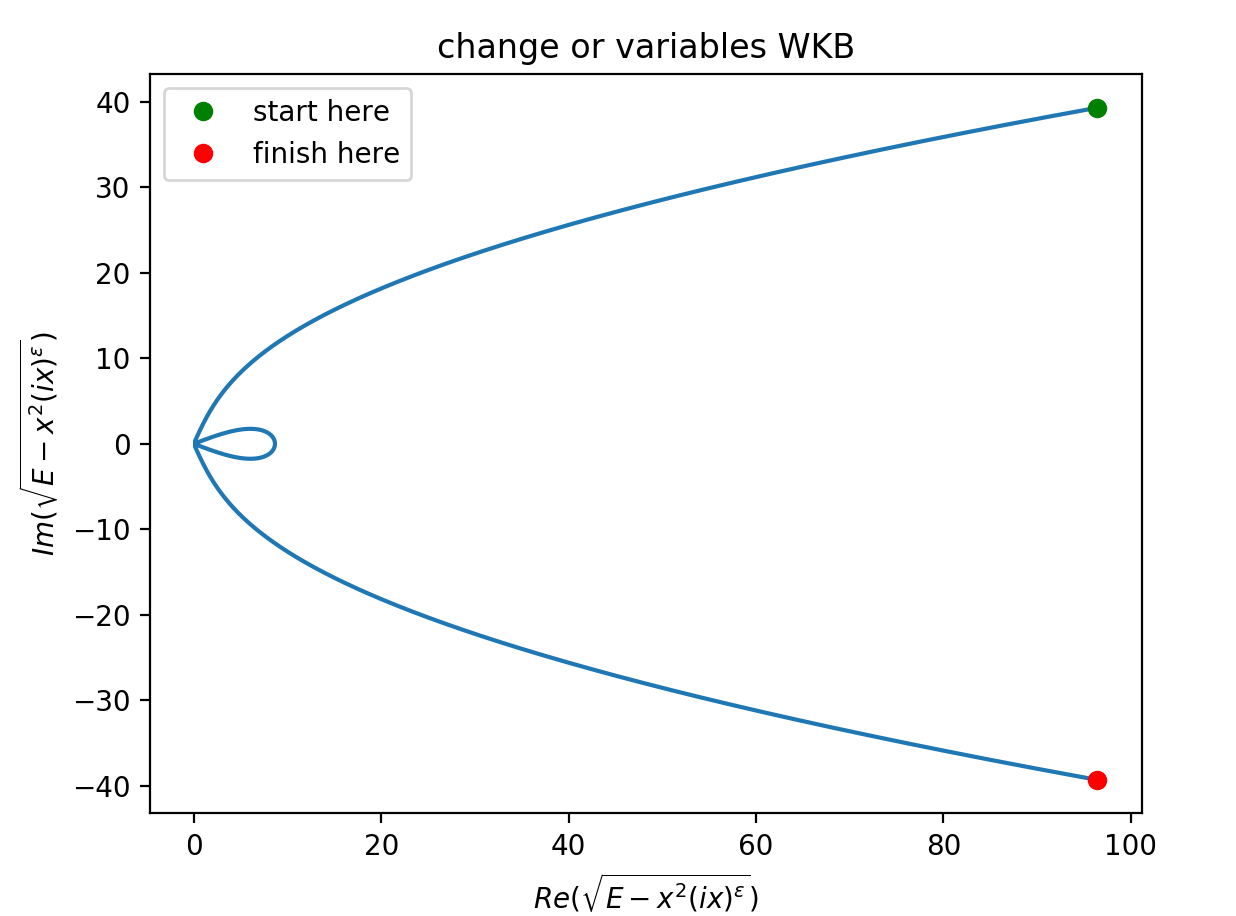 change or variables WKB
start here
finish here
40
30
20
10
0
−10
−20
−30
−40
Im(√E − x²(ix)^ε)
0 20 40 60 80 100
Re(√E − x²(ix)^ε)